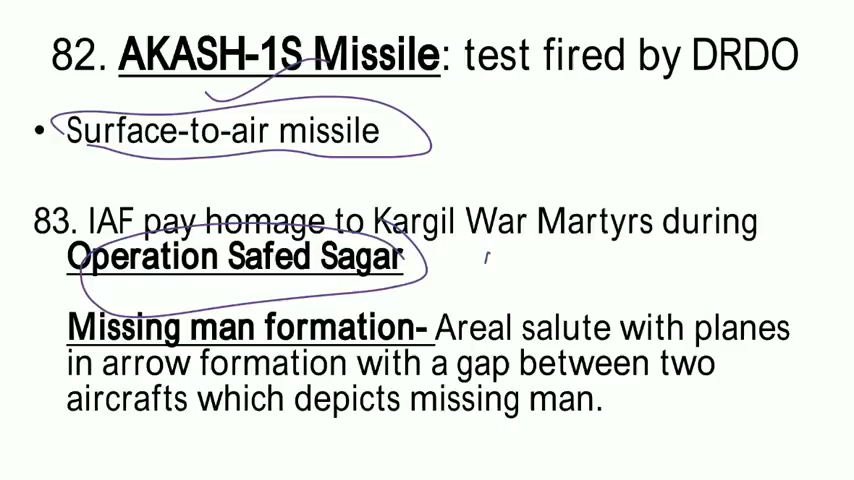 82. AKASH-1S Missile: test fired by DRDO
• Surface-to-air missile
83. IAF pay homage to Kargil War Martyrs during
Operation Safed Sagar
Missing man formation- Areal salute with planes
in arrow formation with a gap between two
aircrafts which depicts missing man.